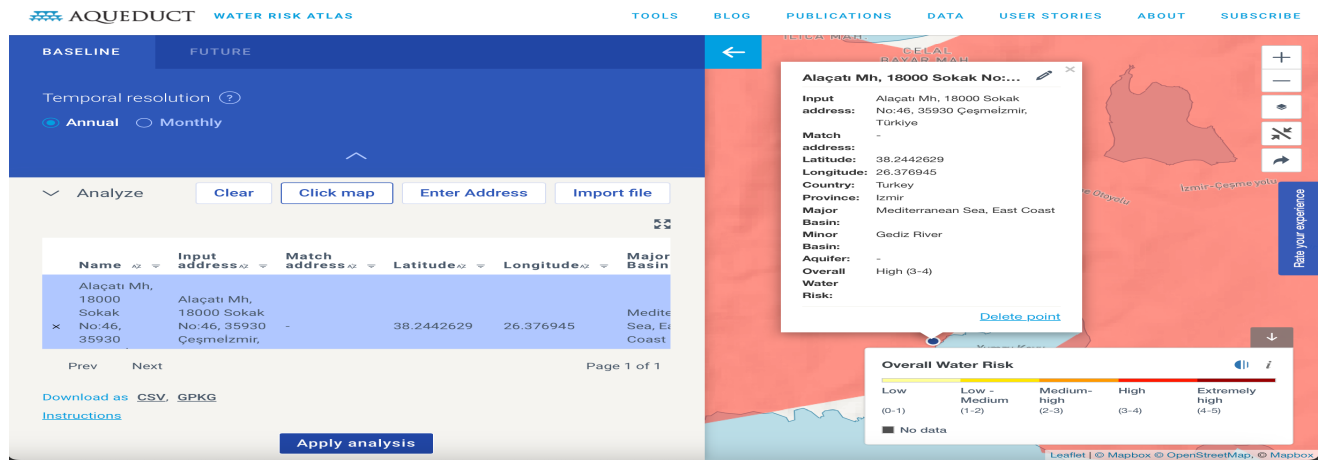 AQUEDUCT WATER RISK ATLAS
TOOLS BLOG PUBLICATIONS DATA USER STORIES ABOUT SUBSCRIBE
BASELINE FUTURE
Temporal resolution ?
Annual Monthly
Analyze Clear Click map Enter Address Import file
Name Input address Match address Latitude Longitude Major Basin
Alaçatı Mh,
18000
Sokak
No:46,
35930
Alaçatı Mh,
18000 Sokak
No:46, 35930
Çeşmeİzmir,
-
38.2442629
26.376945
Medite
Sea, Ea
Coast
Prev Next Page 1 of 1
Download as CSV, GPKG
Instructions
Apply analysis
CELAL
BAYAR MAH.
Alaçatı Mh, 18000 Sokak No:...
Input address: Alaçatı Mh, 18000 Sokak
No:46, 35930 Çeşmeİzmir,
Türkiye
Match address: -
Latitude: 38.2442629
Longitude: 26.376945
Country: Turkey
Province: Izmir
Major Basin: Mediterranean Sea, East Coast
Minor Basin: Gediz River
Aquifer: -
Overall Water Risk: High (3-4)
Delete point
İzmir-Çeşme yolu
Rate your experience
Overall Water Risk
Low
(0-1)
Low - Medium
(1-2)
Medium-high
(2-3)
High
(3-4)
Extremely high
(4-5)
No data
Leaflet | © Mapbox © OpenStreetMap, © Mapbox